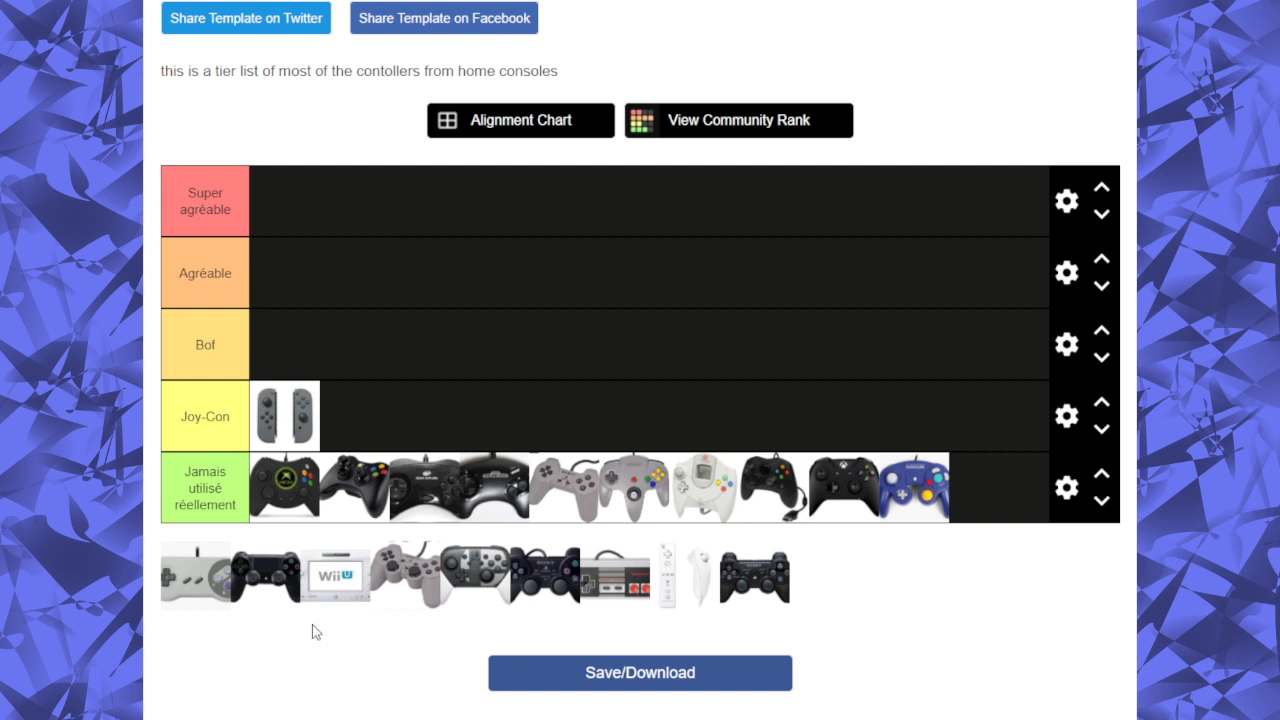 Share Template on Twitter
Share Template on Facebook
this is a tier list of most of the contollers from home consoles
Alignment Chart
View Community Rank
Super
agréable
Agréable
Bof
Joy-Con
Jamais
utilisé
réellement
WiiU
Save/Download